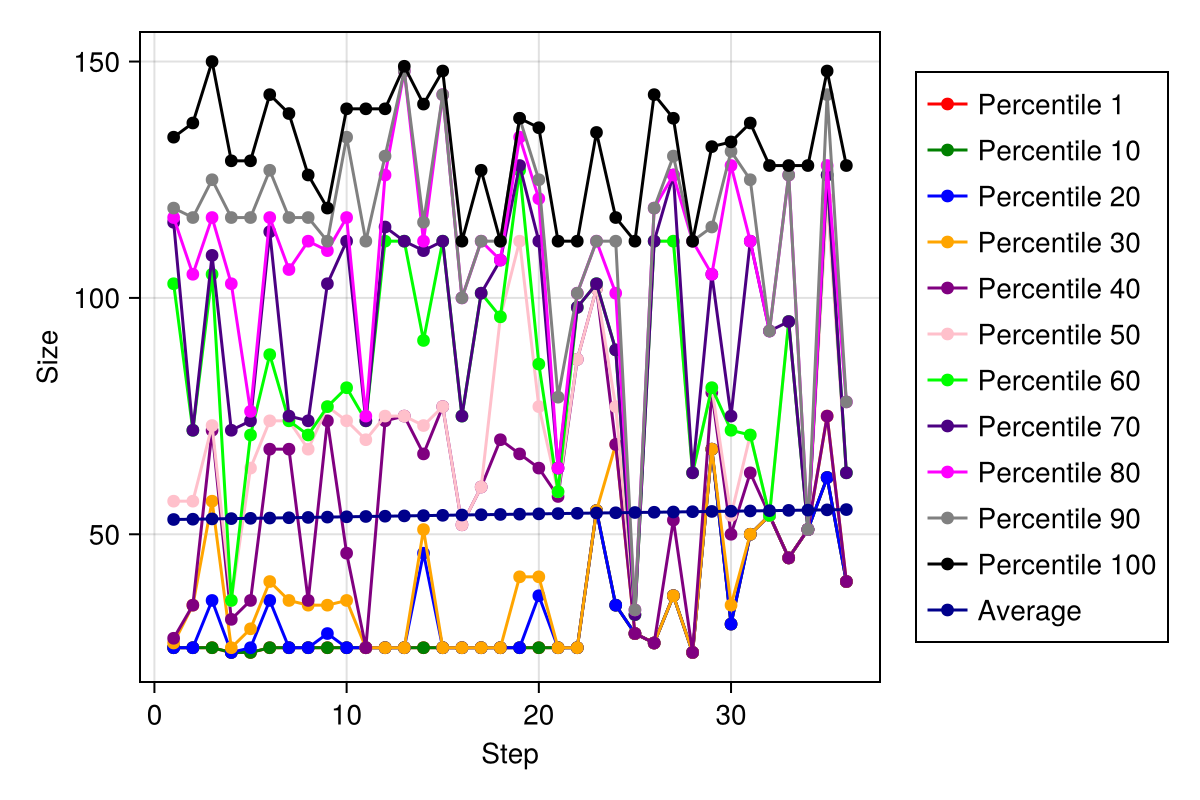 150
100
50
Size
0
10
20
30
Step
Percentile 1
Percentile 10
Percentile 20
Percentile 30
Percentile 40
Percentile 50
Percentile 60
Percentile 70
Percentile 80
Percentile 90
Percentile 100
Average